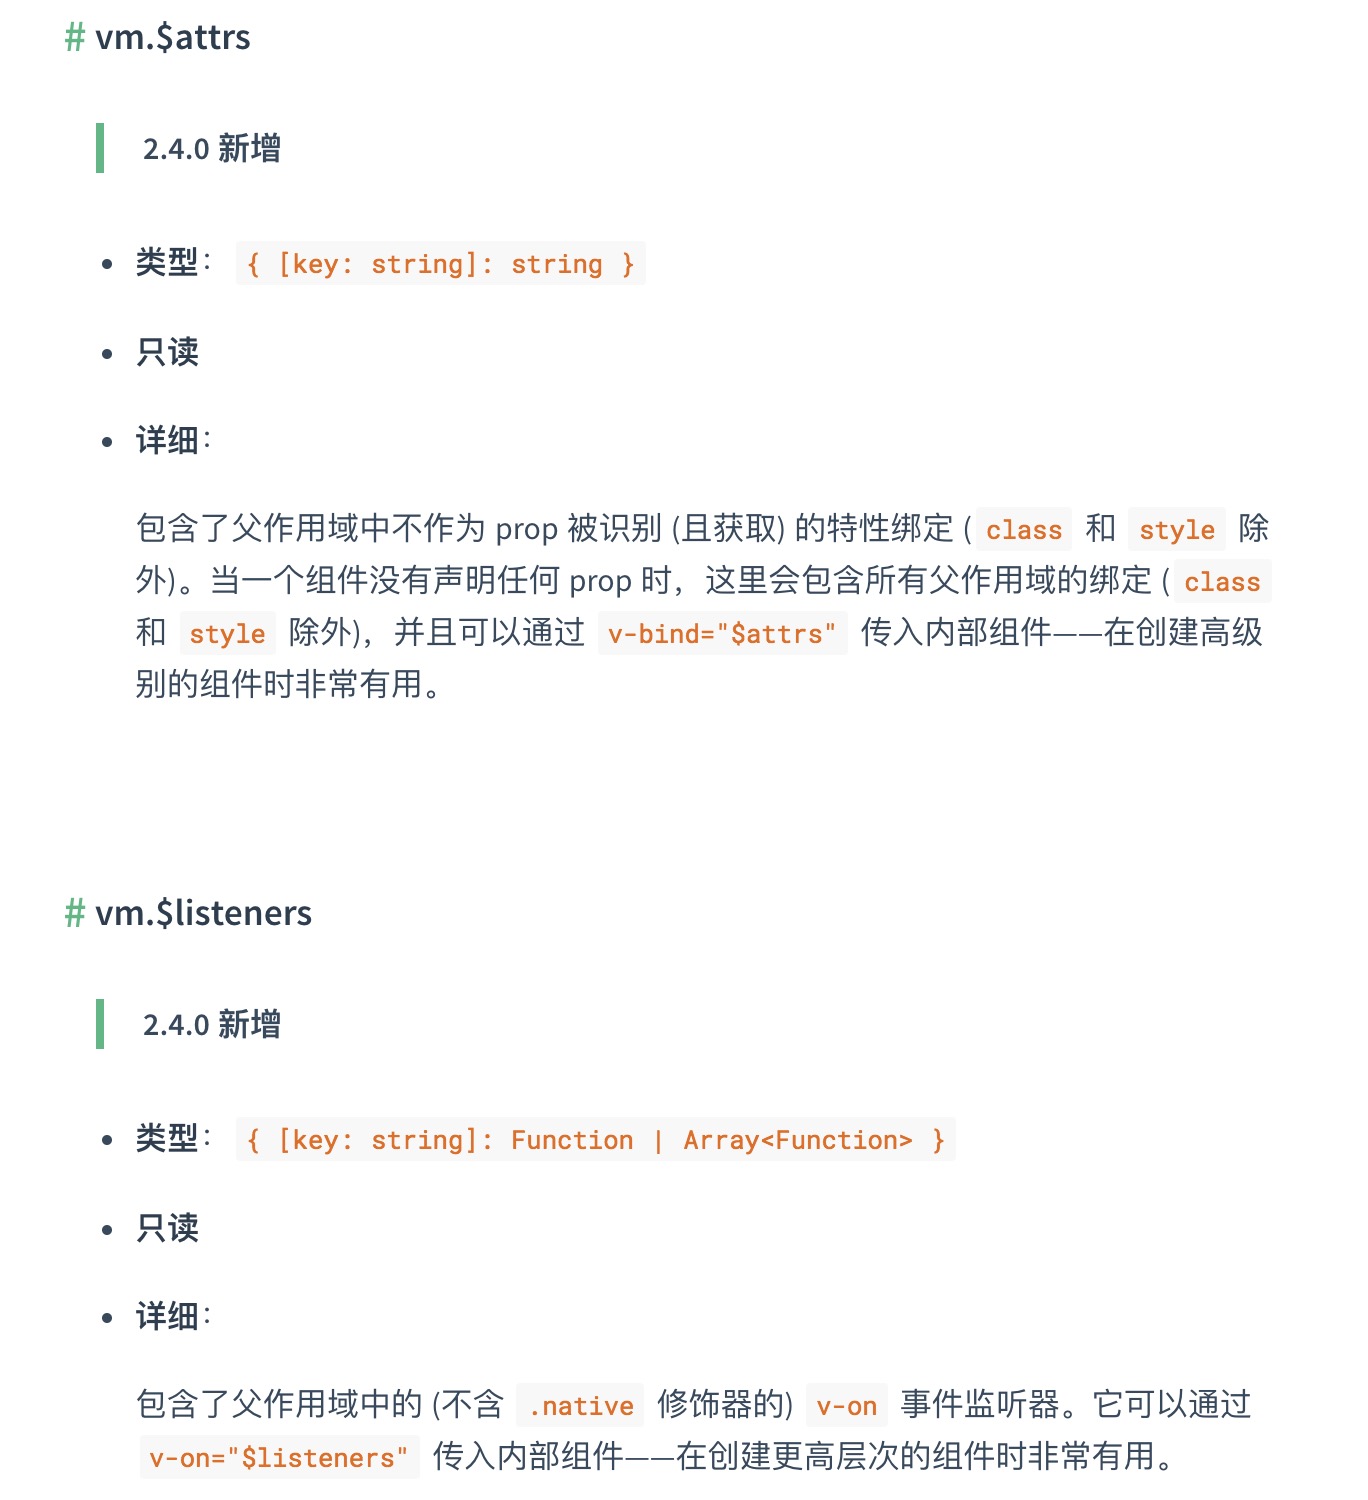 # vm.$attrs
2.4.0 新增
• 类型： { [key: string]: string }
• 只读
• 详细：
包含了父作用域中不作为 prop 被识别 (且获取) 的特性绑定 ( class 和 style 除
外)。当一个组件没有声明任何 prop 时，这里会包含所有父作用域的绑定 ( class
和 style 除外)，并且可以通过 v-bind="$attrs" 传入内部组件——在创建高级
别的组件时非常有用。
# vm.$listeners
2.4.0 新增
• 类型： { [key: string]: Function | Array<Function> }
• 只读
• 详细：
包含了父作用域中的 (不含 .native 修饰器的) v-on 事件监听器。它可以通过
v-on="$listeners" 传入内部组件——在创建更高层次的组件时非常有用。